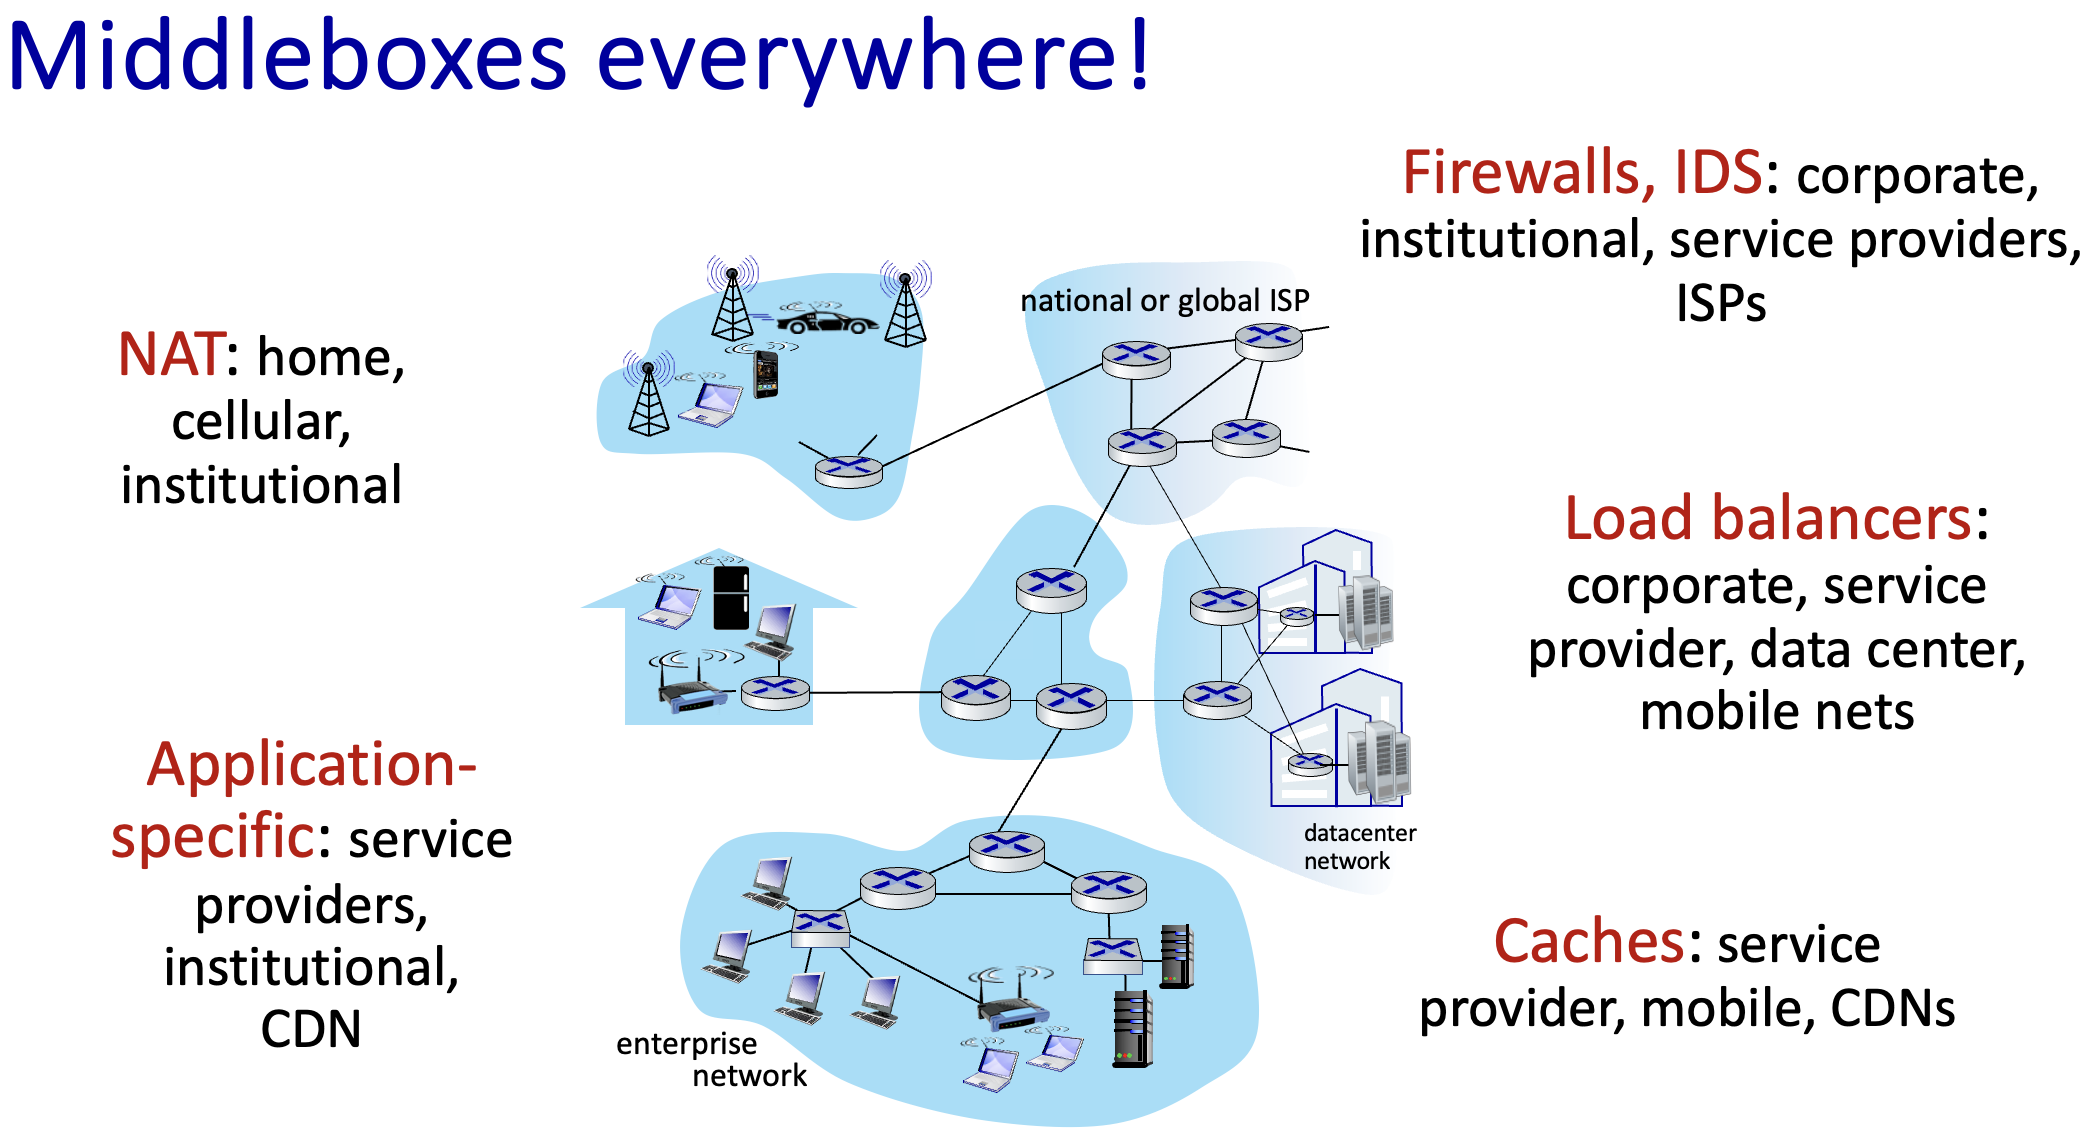 Middleboxes everywhere!
NAT: home,
cellular,
institutional
Application-
specific: service
providers,
institutional,
CDN
national or global ISP
datacenter
network
enterprise
network
Firewalls, IDS: corporate,
institutional, service providers,
ISPs
Load balancers:
corporate, service
provider, data center,
mobile nets
Caches: service
provider, mobile, CDNs